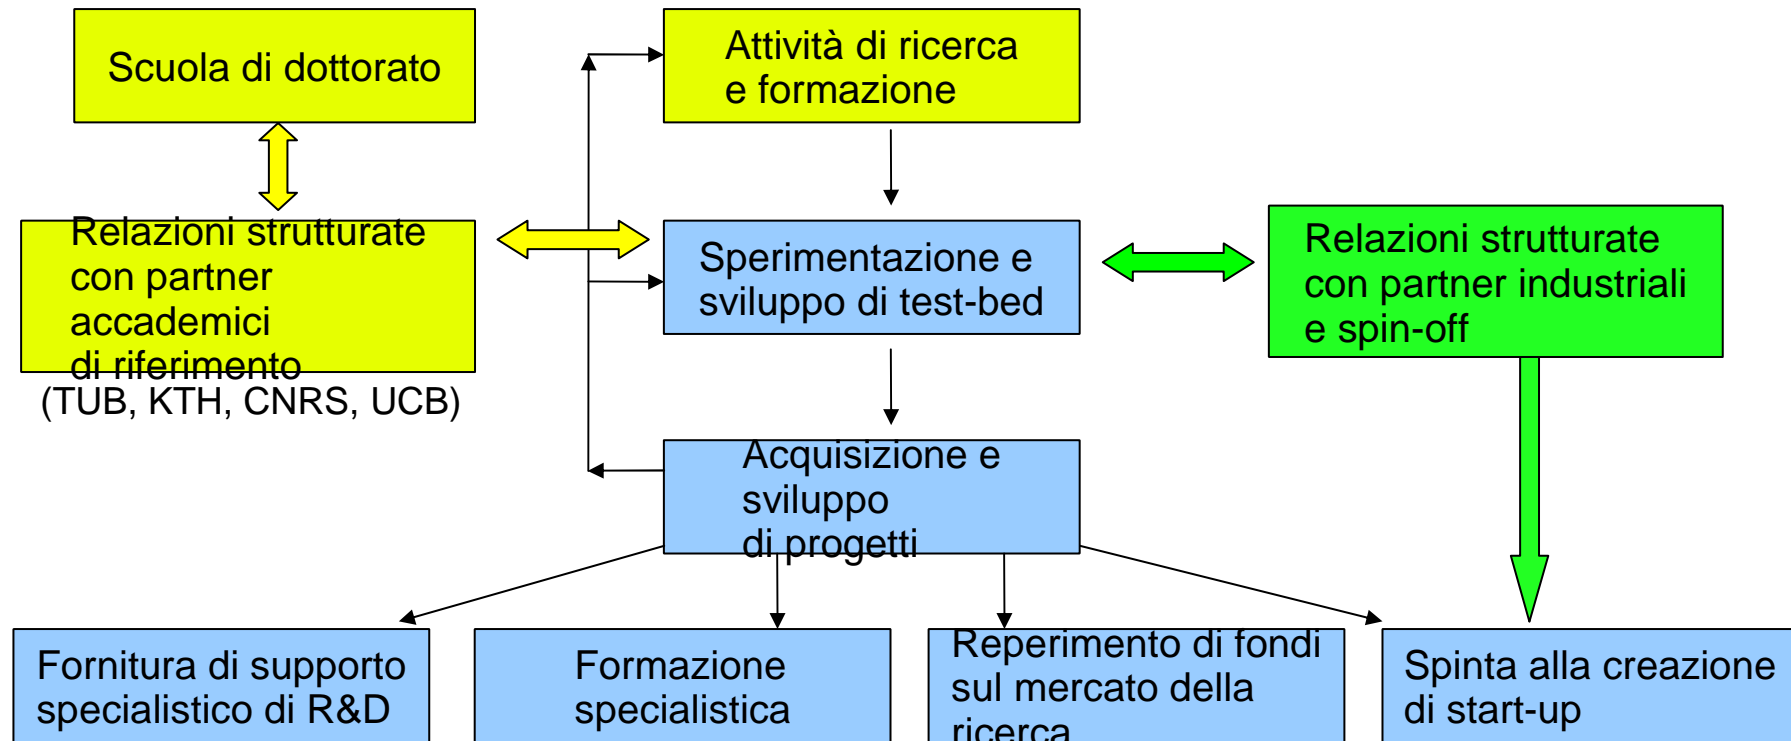 Scuola di dottorato
Attività di ricerca
e formazione
Relazioni strutturate
con partner
accademici
di riferimento
(TUB, KTH, CNRS, UCB)
Sperimentazione e
sviluppo di test-bed
Relazioni strutturate
con partner industriali
e spin-off
Acquisizione e
sviluppo
di progetti
Fornitura di supporto
specialistico di R&D
Formazione
specialistica
Reperimento di fondi
sul mercato della
ricerca
Spinta alla creazione
di start-up